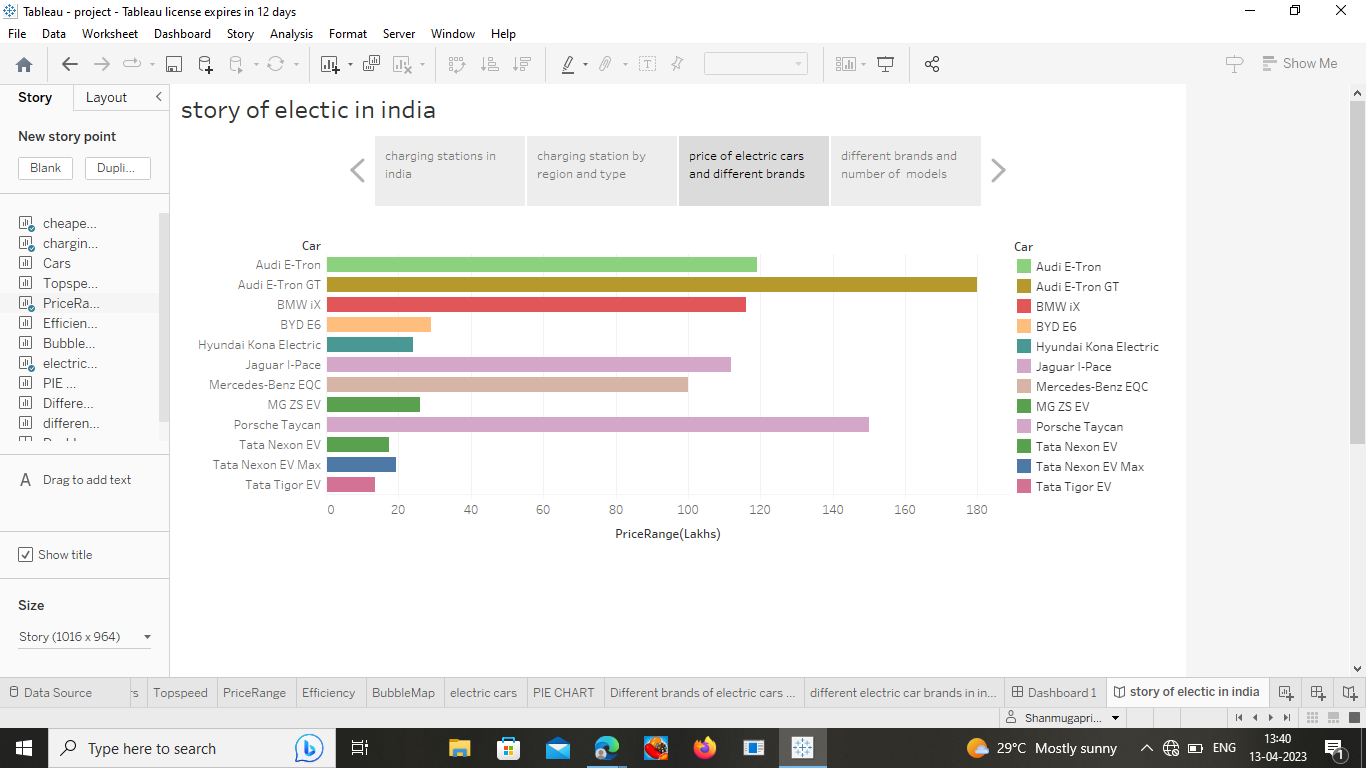 Tableau - project - Tableau license expires in 12 days
File Data Worksheet Dashboard Story Analysis Format Server Window Help
Show Me
Story Layout
New story point
Blank Dupli...
cheape...
chargin...
Cars
Topspe...
PriceRa...
Efficien...
Bubble...
electric...
PIE ...
Differe...
differen...
A Drag to add text
Show title
Size
Story (1016 x 964)
story of electic in india
charging stations in
india
charging station by
region and type
price of electric cars
and different brands
different brands and
number of models
Car
Audi E-Tron
Audi E-Tron GT
BMW iX
BYD E6
Hyundai Kona Electric
Jaguar I-Pace
Mercedes-Benz EQC
MG ZS EV
Porsche Taycan
Tata Nexon EV
Tata Nexon EV Max
Tata Tigor EV
0 20 40 60 80 100 120 140 160 180
PriceRange(Lakhs)
Car
Audi E-Tron
Audi E-Tron GT
BMW iX
BYD E6
Hyundai Kona Electric
Jaguar I-Pace
Mercedes-Benz EQC
MG ZS EV
Porsche Taycan
Tata Nexon EV
Tata Nexon EV Max
Tata Tigor EV
Data Source rs Topspeed PriceRange Efficiency BubbleMap electric cars PIE CHART Different brands of electric cars ... different electric car brands in in... Dashboard 1 story of electic in india
Shanmugapri...
Type here to search
29°C Mostly sunny
ENG
13:40
13-04-2023
1